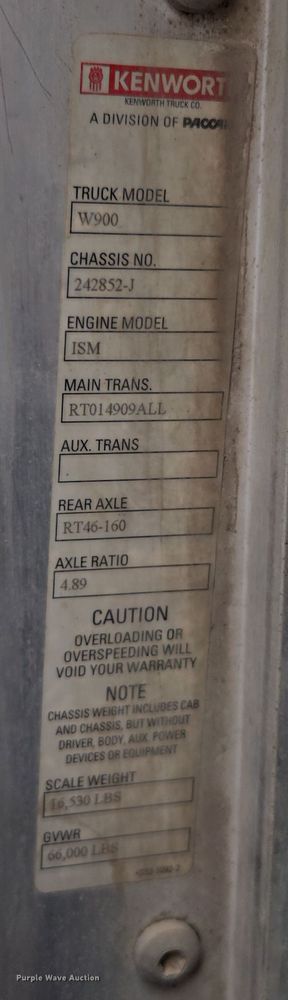 KENWORT
KENWORTH TRUCK CO.
A DIVISION OF PACCAR
TRUCK MODEL
W900
CHASSIS NO.
242852-J
ENGINE MODEL
ISM
MAIN TRANS.
RT014909ALL
AUX. TRANS
REAR AXLE
RT46-160
AXLE RATIO
4.89
CAUTION
OVERLOADING OR
OVERSPEEDING WILL
VOID YOUR WARRANTY
NOTE
CHASSIS WEIGHT INCLUDES CAB
AND CHASSIS, BUT WITHOUT
DRIVER, BODY, AUX. POWER
DEVICES OR EQUIPMENT
SCALE WEIGHT
16,530 LBS
GVWR
66,000 LBS
Purple Wave Auction